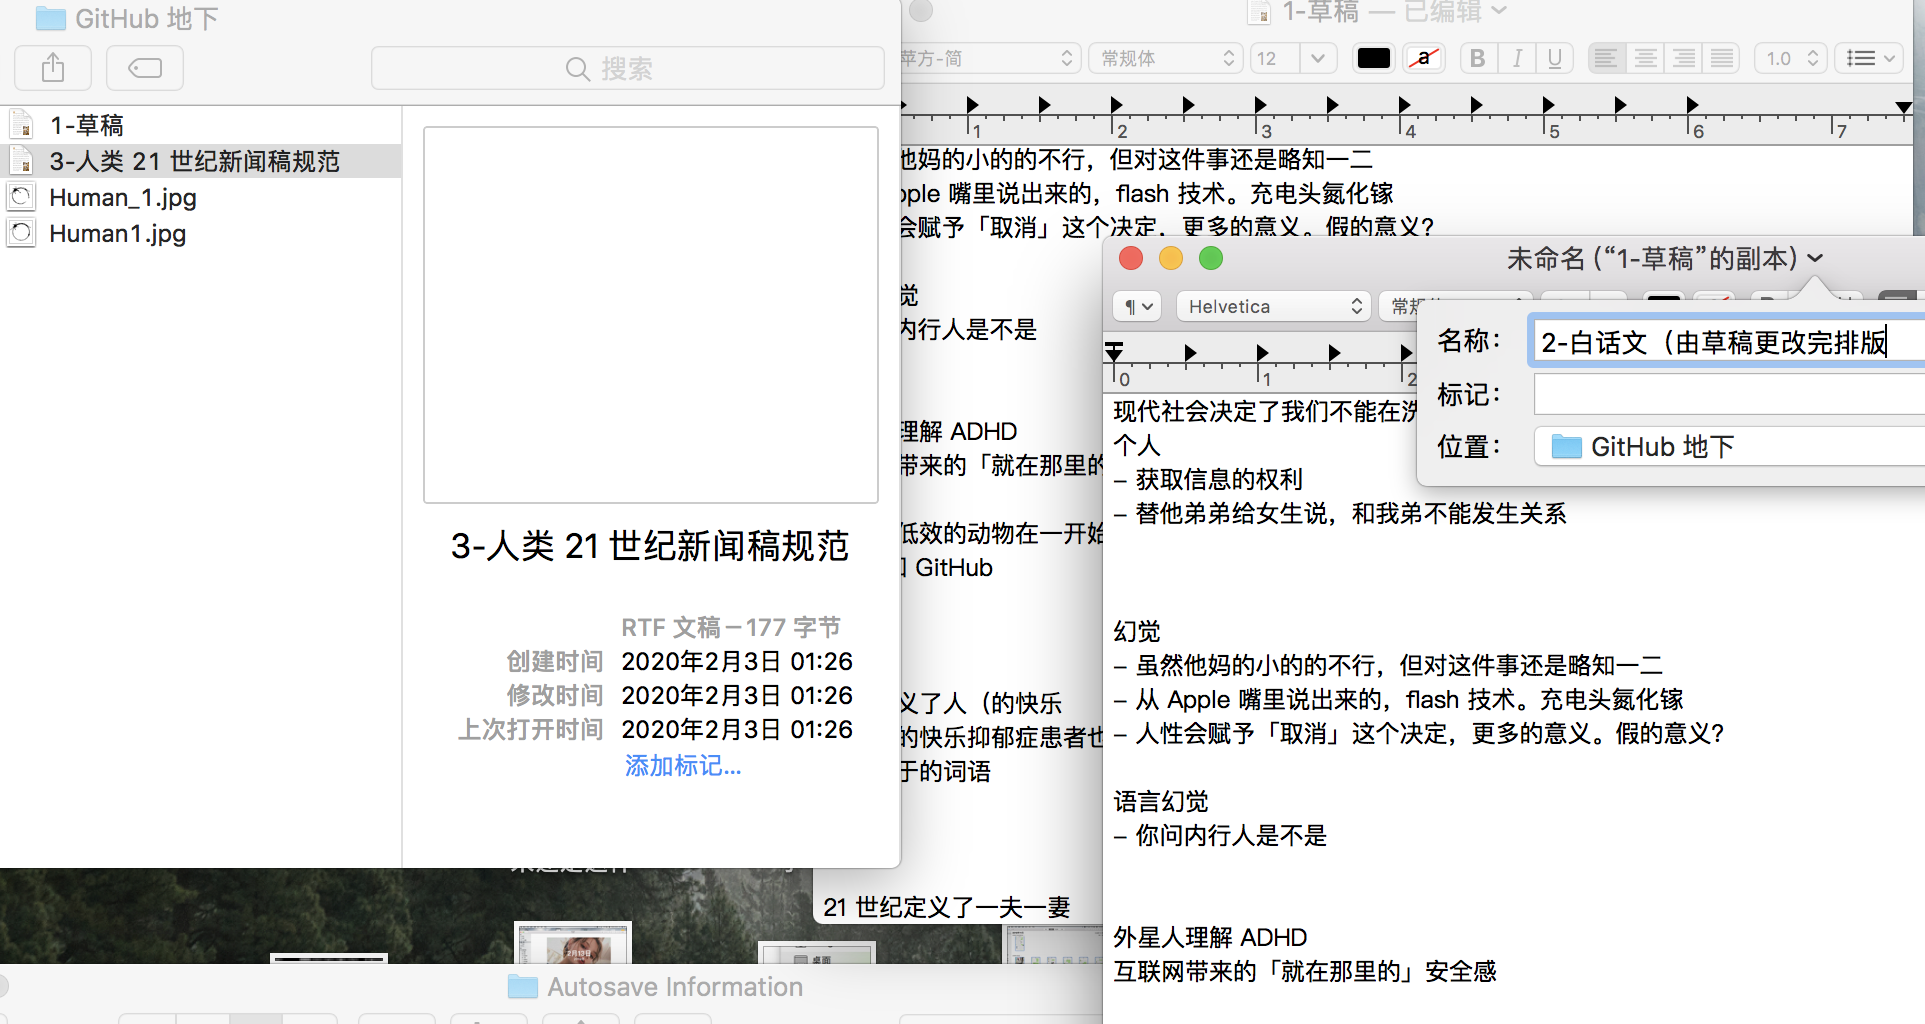 GitHub 地下
搜索
1-草稿
3-人类 21 世纪新闻稿规范
Human_1.jpg
Human1.jpg
3-人类 21 世纪新闻稿规范
RTF 文稿 – 177 字节
创建时间 2020年2月3日 01:26
修改时间 2020年2月3日 01:26
上次打开时间 2020年2月3日 01:26
添加标记...
1-草稿 — 已编辑
苹方-简 常规体 12 a B I U 1.0
1 2 3 4 5 6 7
他妈的小的的不行，但对这件事还是略知一二
Apple 嘴里说出来的，flash 技术。充电头氮化镓
会赋予「取消」这个决定，更多的意义。假的意义？
觉
内行人是不是
理解 ADHD
带来的「就在那里的
低效的动物在一开始
GitHub
义了人（的快乐
的快乐抑郁症患者也
于的词语
21 世纪定义了一夫一妻
未命名 (“1-草稿”的副本)
¶ Helvetica 常规
0 1 2
名称： 2-白话文（由草稿更改完排版
标记：
位置： GitHub 地下
现代社会决定了我们不能在洗
个人
– 获取信息的权利
– 替他弟弟给女生说，和我弟不能发生关系
幻觉
– 虽然他妈的小的的不行，但对这件事还是略知一二
– 从 Apple 嘴里说出来的，flash 技术。充电头氮化镓
– 人性会赋予「取消」这个决定，更多的意义。假的意义？
语言幻觉
– 你问内行人是不是
外星人理解 ADHD
互联网带来的「就在那里的」安全感
2月13日
桌面
Autosave Information